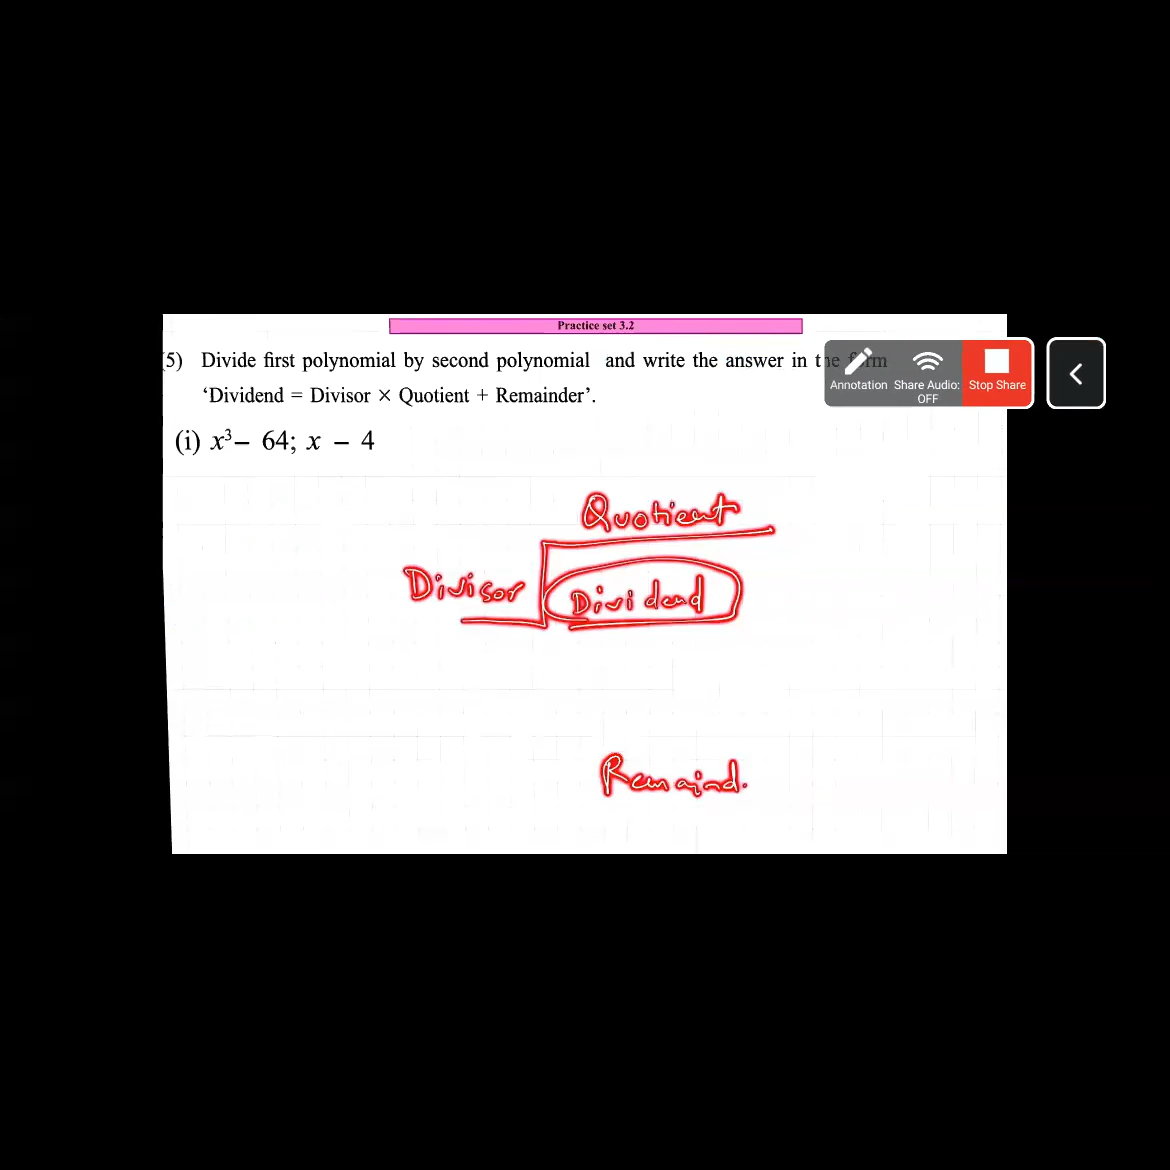 Practice set 3.2
5) Divide first polynomial by second polynomial and write the answer in the form
‘Dividend = Divisor × Quotient + Remainder’.
Annotation Share Audio: OFF Stop Share
(i) x³– 64; x – 4
Quotient
Divisor Dividend
Remaind.